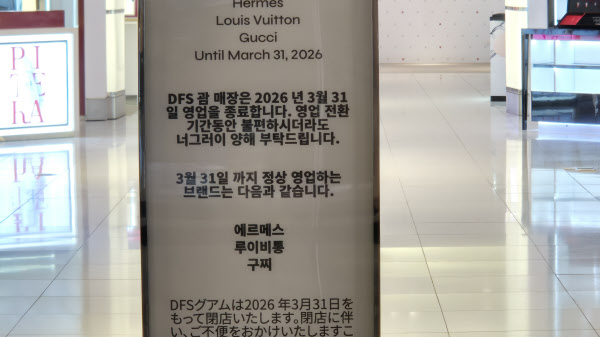 Hermes
Louis Vuitton
Gucci
Until March 31, 2026
DFS 괌 매장은 2026 년 3월 31
일 영업을 종료합니다. 영업 전환
기간동안 불편하시더라도
너그러이 양해 부탁드립니다.
3월 31일 까지 정상 영업하는
브랜드는 다음과 같습니다.
에르메스
루이비통
구찌
DFSグアムは2026 年3月31日を
もって閉店いたします。閉店に伴
い、ご不便をおかけいたしますこ
PI
TE
RA